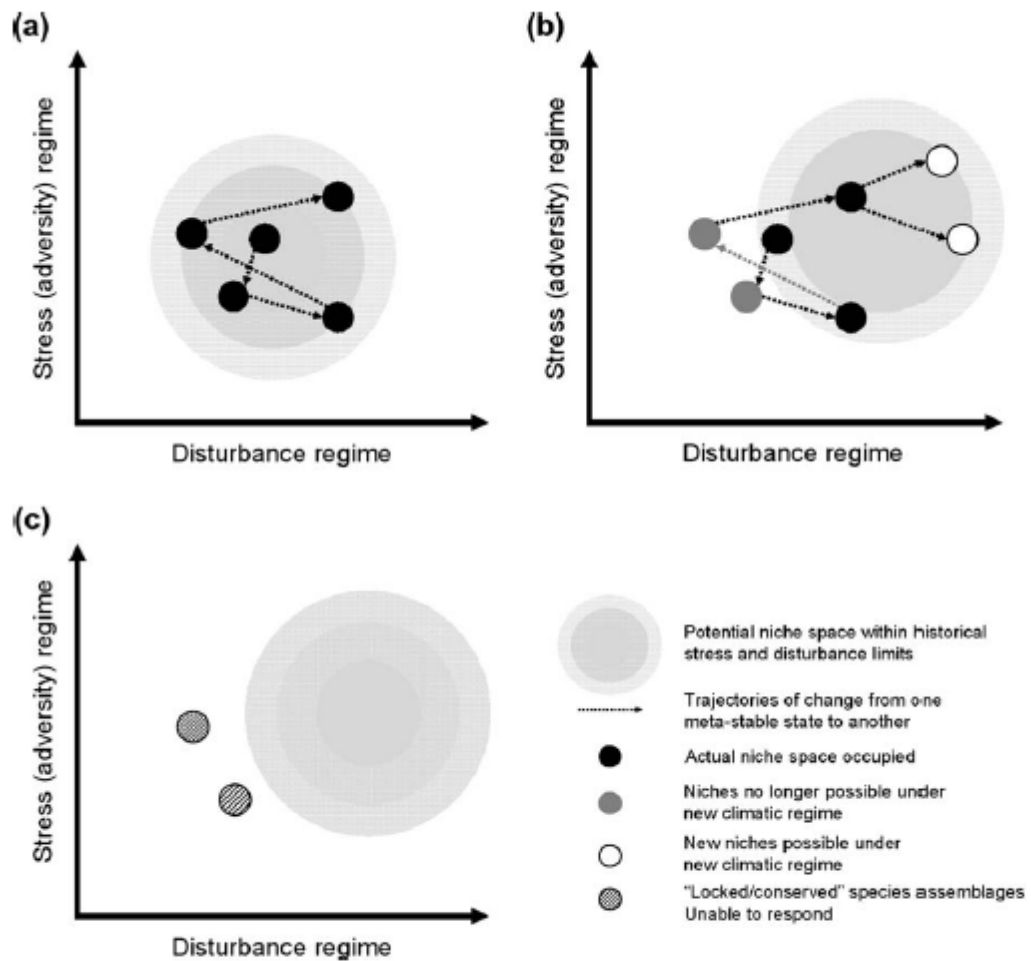 (a)
Stress (adversity) regime
Disturbance regime
(b)
Stress (adversity) regime
Disturbance regime
(c)
Stress (adversity) regime
Disturbance regime
Potential niche space within historical
stress and disturbance limits
Trajectories of change from one
meta-stable state to another
Actual niche space occupied
Niches no longer possible under
new climatic regime
New niches possible under
new climatic regime
"Locked/conserved" species assemblages
Unable to respond